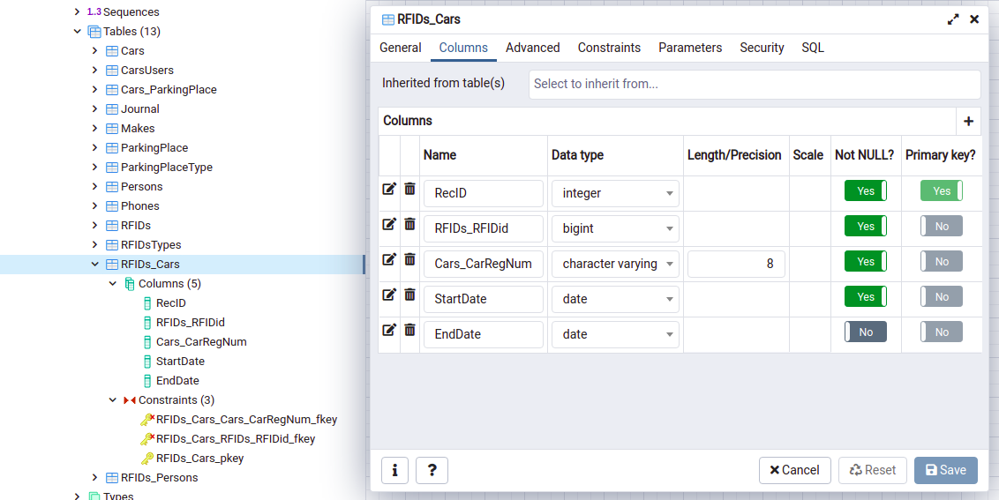 1..3 Sequences
Tables (13)
Cars
CarsUsers
Cars_ParkingPlace
Journal
Makes
ParkingPlace
ParkingPlaceType
Persons
Phones
RFIDs
RFIDsTypes
RFIDs_Cars
Columns (5)
RecID
RFIDs_RFIDid
Cars_CarRegNum
StartDate
EndDate
Constraints (3)
RFIDs_Cars_Cars_CarRegNum_fkey
RFIDs_Cars_RFIDs_RFIDid_fkey
RFIDs_Cars_pkey
RFIDs_Persons
Types
RFIDs_Cars
General Columns Advanced Constraints Parameters Security SQL
Inherited from table(s) Select to inherit from...
Columns +
Name Data type Length/Precision Scale Not NULL? Primary key?
RecID integer Yes Yes
RFIDs_RFIDid bigint Yes No
Cars_CarRegNum character varying 8 Yes No
StartDate date Yes No
EndDate date No No
i ? Cancel Reset Save